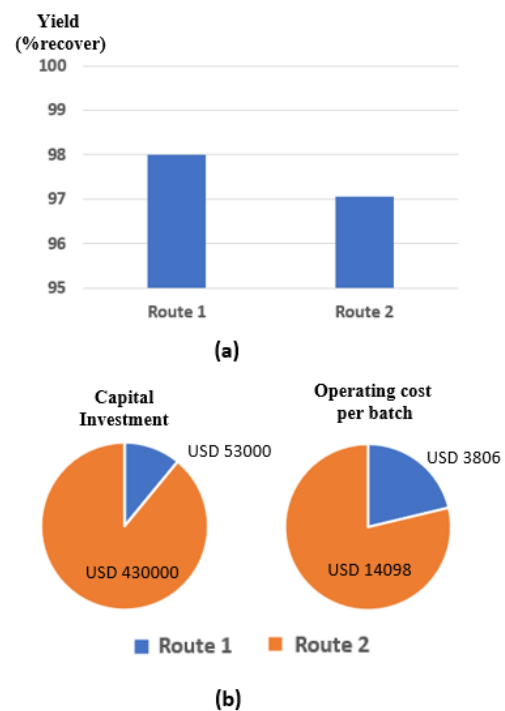 Yield
(%recover)
100
99
98
97
96
95
Route 1 Route 2
(a)
Capital
Investment
Operating cost
per batch
USD 53000
USD 430000
USD 3806
USD 14098
Route 1 Route 2
(b)